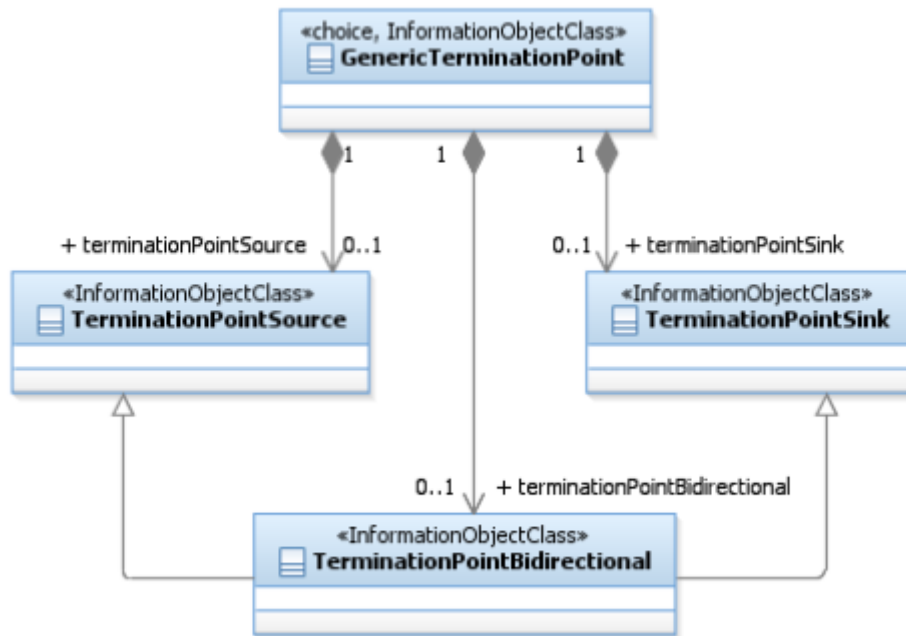 «choice, InformationObjectClass»
GenericTerminationPoint
1
1
1
+ terminationPointSource
0..1
0..1
+ terminationPointSink
«InformationObjectClass»
TerminationPointSource
«InformationObjectClass»
TerminationPointSink
0..1
+ terminationPointBidirectional
«InformationObjectClass»
TerminationPointBidirectional